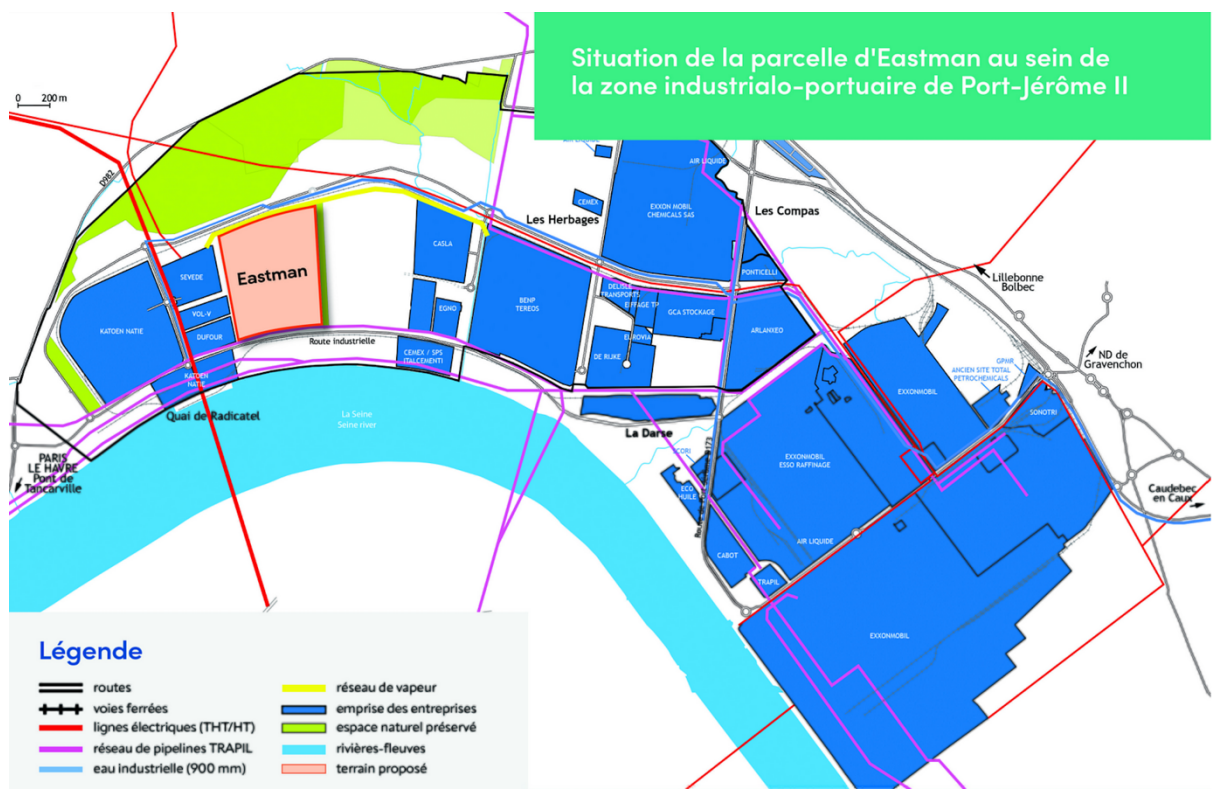 Situation de la parcelle d'Eastman au sein de
la zone industrialo-portuaire de Port-Jérôme II
0 200 m
D982
AIR LIQUIDE
CEMEX
EXXON MOBIL
CHEMICALS SAS
Les Herbages
Les Compas
CASLA
SEVEDE
Eastman
PONTICELLI
Lillebonne
Bolbec
VOL-V
KATOEN NATIE
DUFOUR
BENP
TEREOS
DELISLE
TRANSPORTS
EIFFAGE TP
GCA STOCKAGE
EGNO
EUROVIA
ARLANXEO
Route industrielle
DE RIJKE
CEMEX / SPS
ITALCEMENTI
KATOEN
NATIE
Quai de Radicatel
ND de
Gravenchon
GPMR
ANCIEN SITE TOTAL
PETROCHEMICALS
EXXONMOBIL
SONOTRI
La Seine
Seine river
La Darse
PARIS
LE HAVRE
Pont de
Tancarville
EXXONMOBIL
ESSO RAFFINAGE
ECO
HUILE
Caudebec
en Caux
AIR LIQUIDE
CABOT
TRAPIL
EXXONMOBIL
Légende
routes
voies ferrées
lignes électriques (THT/HT)
réseau de pipelines TRAPIL
eau industrielle (900 mm)
réseau de vapeur
emprise des entreprises
espace naturel préservé
rivières-fleuves
terrain proposé